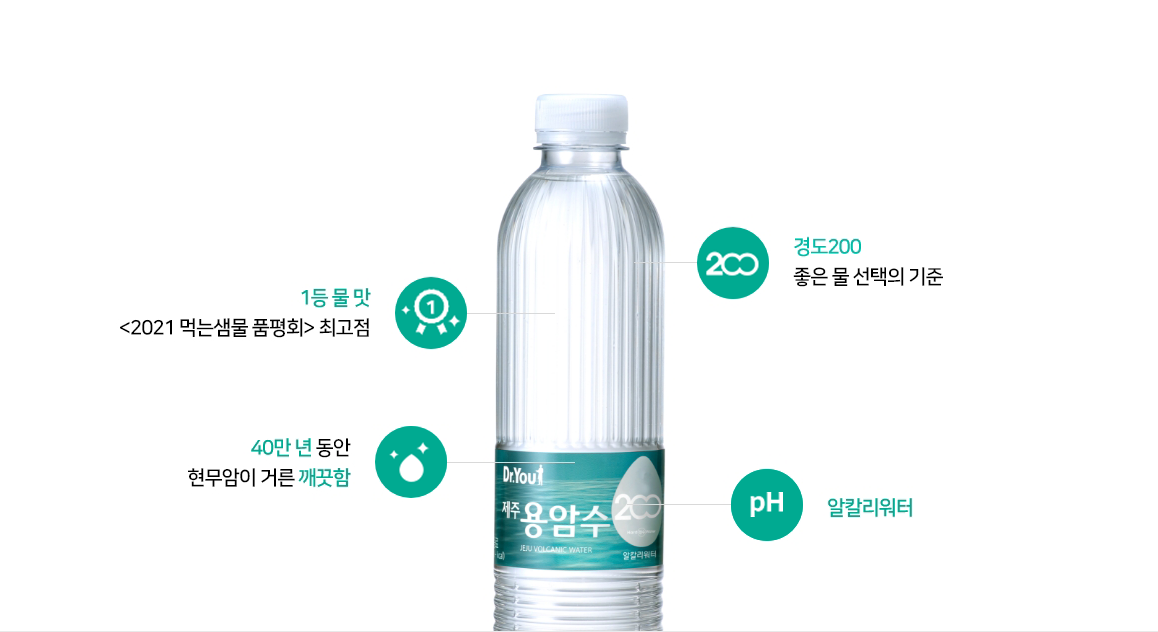 경도200
좋은 물 선택의 기준
1등 물 맛
<2021 먹는샘물 품평회> 최고점
40만 년 동안
현무암이 거른 깨끗함
pH
알칼리워터
200
1
Dr.You
제주 용암수
200
JEJU VOLCANIC WATER
알칼리워터